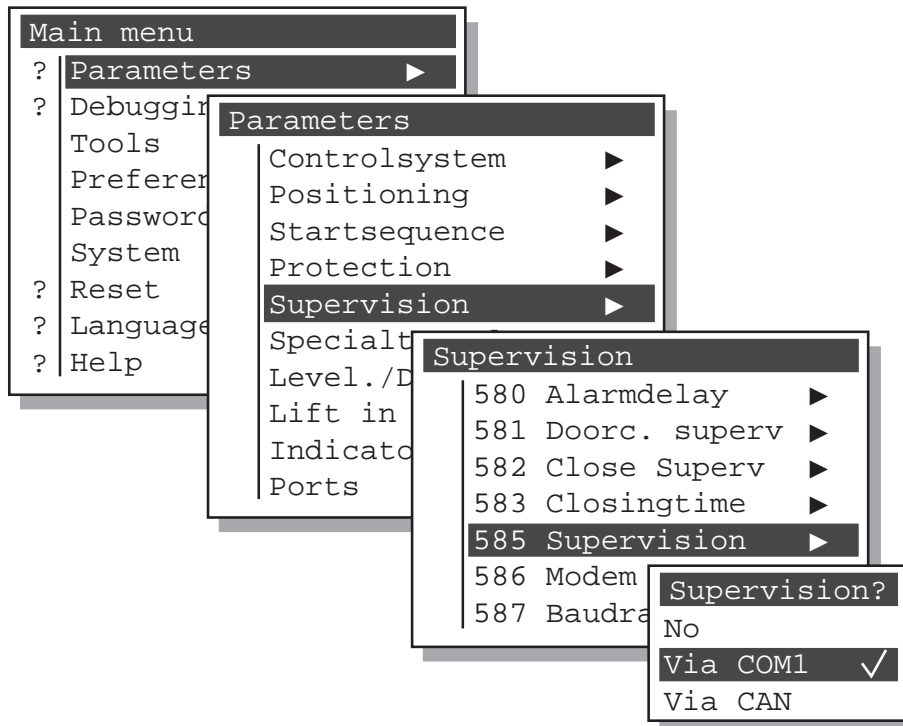 Main menu
? Parameters ▶
? Debuggin
Tools
Preferen
Password
System
? Reset
? Language
? Help
Parameters
Controlsystem ▶
Positioning ▶
Startsequence ▶
Protection ▶
Supervision ▶
Specialt
Level./D
Lift in
Indicato
Ports
Supervision
580 Alarmdelay ▶
581 Doorc. superv ▶
582 Close Superv ▶
583 Closingtime ▶
585 Supervision ▶
586 Modem
587 Baudra
Supervision?
No
Via COM1 ✓
Via CAN